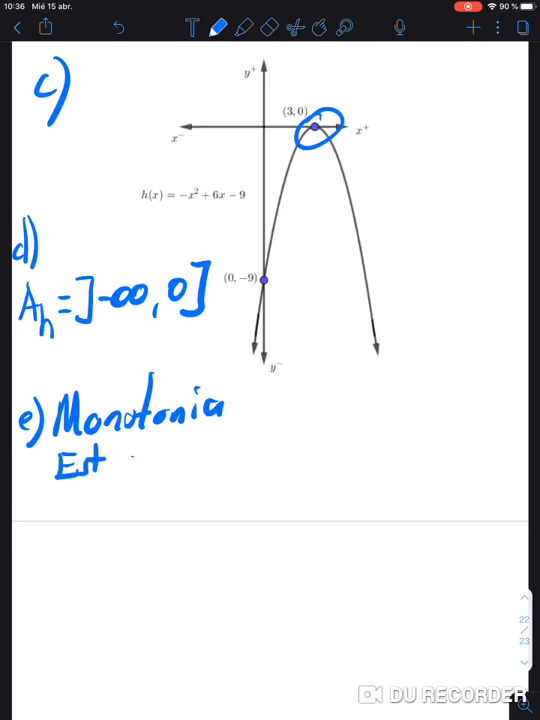 10:36 Mié 15 abr.
90 %
T
c)
y⁺
(3, 0)
x⁻
x⁺
h(x) = −x² + 6x − 9
d)
(0, −9)
Aₕ = ]-∞, 0]
y⁻
e) Monotonía
Est
22
/
23
DU RECORDER